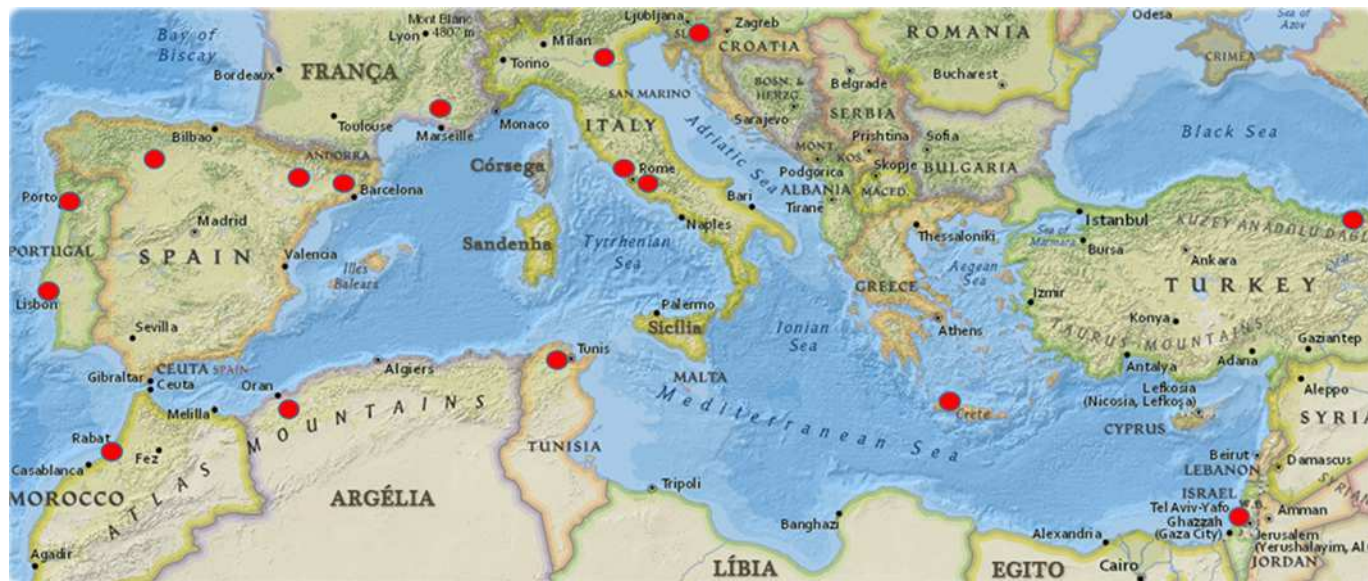 Bay of
Biscay
Mont Blanc
4807 m
Lyon
Bordeaux
FRANÇA
Toulouse
Marseille
Monaco
Milan
Torino
Ljubljana
Zagreb
CROATIA
SAN MARINO
ITALY
BOSN. &
HERZG.
Sarajevo
Belgrade
SERBIA
ROMANIA
Bucharest
Odesa
Sea of
Azov
CRIMEA
Black Sea
Adriatic Sea
MONT.
Podgorica
KOS.
Prishtina
Skopje
MACED.
Sofia
BULGARIA
ALBANIA
Tirane
Bilbao
ANDORRA
Barcelona
Porto
PORTUGAL
Lisbon
Madrid
SPAIN
Valencia
Illes
Balears
Sevilla
Gibraltar
CEUTA SPAIN
Ceuta
Melilla
Córsega
Sandenha
Rome
Naples
Bari
Tyrrhenian
Sea
Palermo
Sicília
Ionian
Sea
MALTA
Mediterranean Sea
Thessaloniki
Aegean
Sea
GREECE
Athens
Crete
Istanbul
Sea of
Marmara
Bursa
KUZEY ANADOLU DAG
Ankara
TURKEY
Izmir
Konya
TAURUS MOUNTAINS
Antalya
Adana
Gaziantep
Lefkosia
(Nicosia, Lefkoşa)
CYPRUS
Aleppo
SYRIA
Beirut
LEBANON
Damascus
SYRIAN
ISRAEL
Tel Aviv-Yafo
W.B.
Amman
Ghazzah
(Gaza City)
Jerusalem
(Yerushalayim, Al
JORDAN
Rabat
Casablanca
Fez
MOROCCO
Agadir
ATLAS MOUNTAINS
Oran
Algiers
ARGÉLIA
Tunis
TUNISIA
Tripoli
Banghazi
LÍBIA
Alexandria
Cairo
EGITO